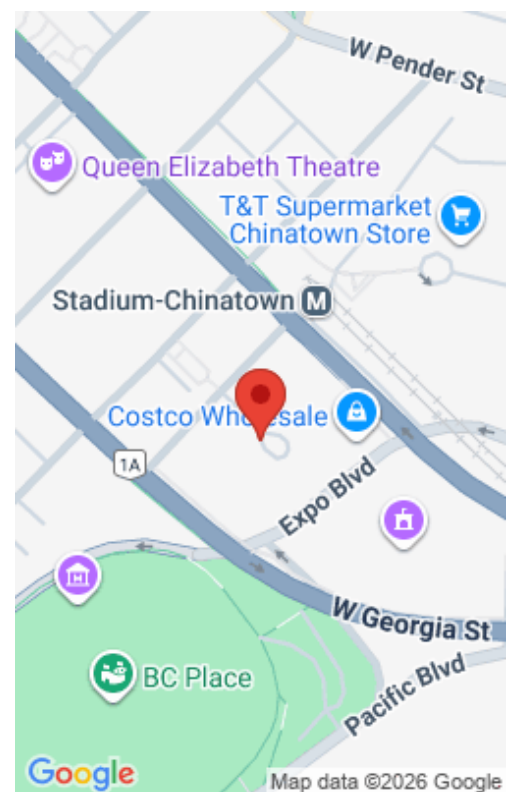 W Pender St
Queen Elizabeth Theatre
T&T Supermarket
Chinatown Store
Stadium-Chinatown M
Costco Wholesale
1A
Expo Blvd
W Georgia St
BC Place
Pacific Blvd
Google
Map data ©2026 Google